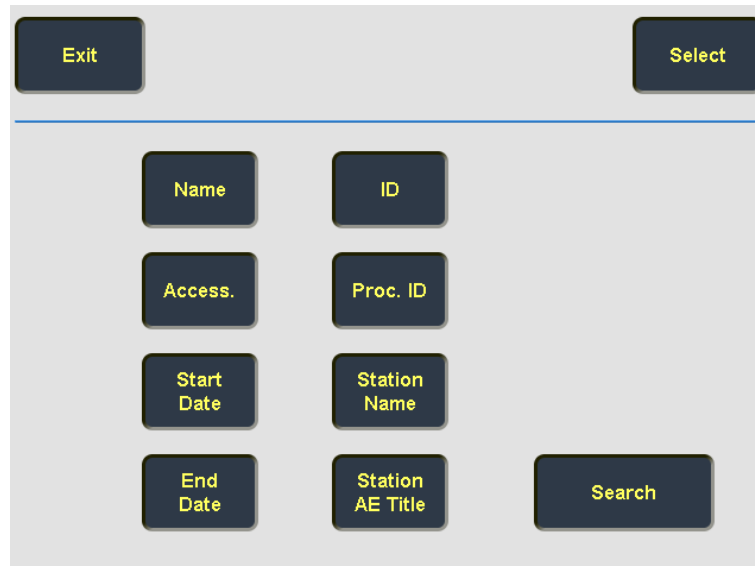 Exit
Select
Name
ID
Access.
Proc. ID
Start
Date
Station
Name
End
Date
Station
AE Title
Search